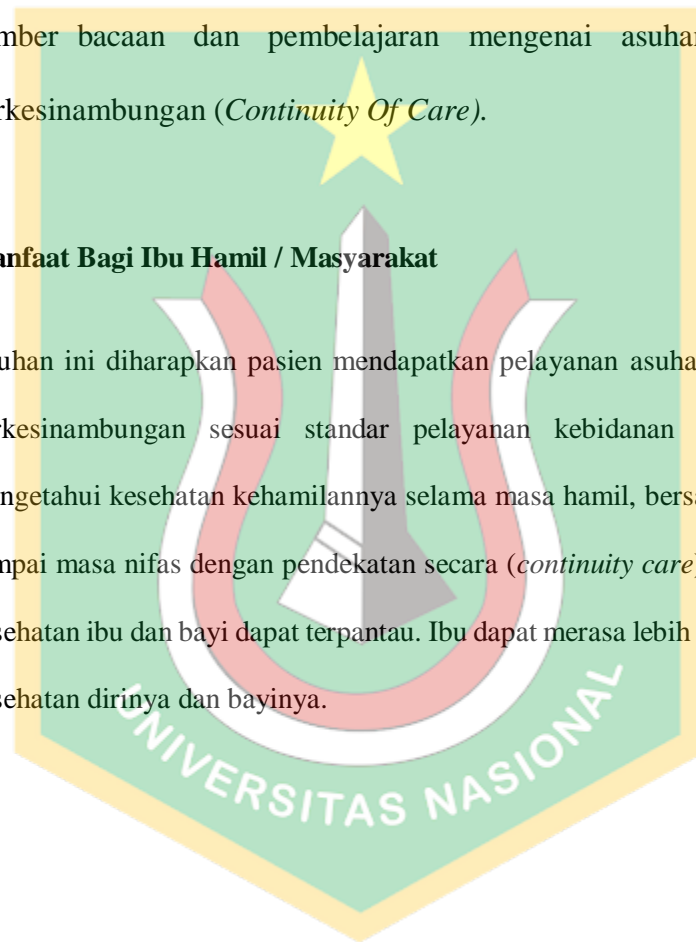 mber bacaan dan pembelajaran mengenai asuhan
rkesinambungan (Continuity Of Care).
anfaat Bagi Ibu Hamil / Masyarakat
uhan ini diharapkan pasien mendapatkan pelayanan asuha
rkesinambungan sesuai standar pelayanan kebidanan
ngetahui kesehatan kehamilannya selama masa hamil, bersa
mpai masa nifas dengan pendekatan secara (continuity care)
sehatan ibu dan bayi dapat terpantau. Ibu dapat merasa lebih
sehatan dirinya dan bayinya.
UNIVERSITAS NASIONAL